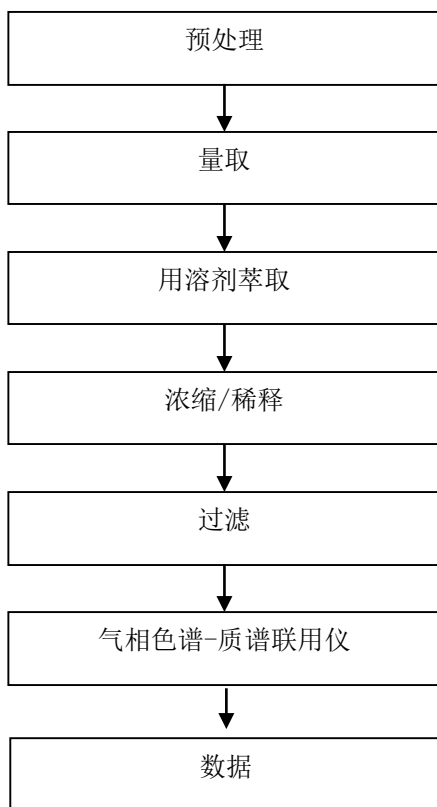 预处理
量取
用溶剂萃取
浓缩/稀释
过滤
气相色谱-质谱联用仪
数据